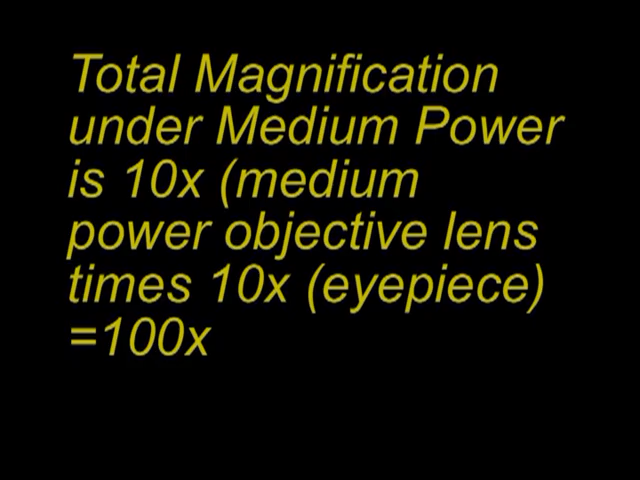 Total Magnification
under Medium Power
is 10x (medium
power objective lens
times 10x (eyepiece)
=100x